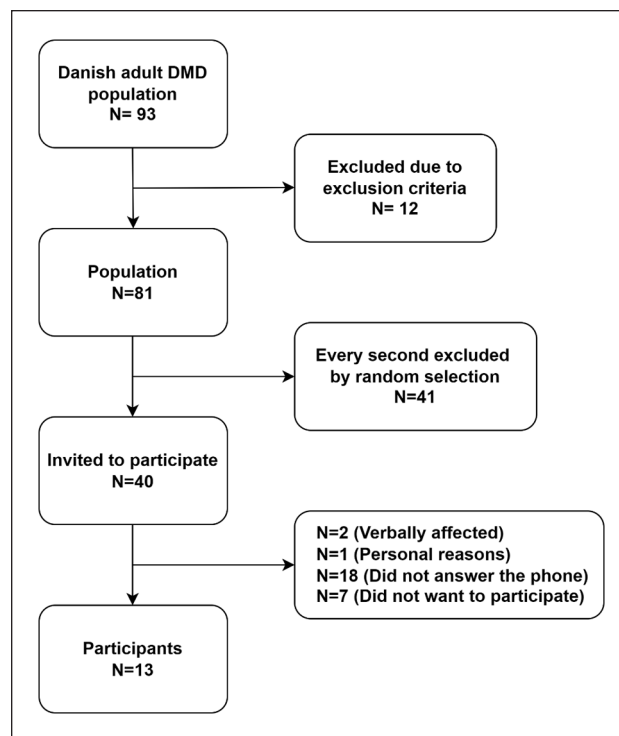 Danish adult DMD
population
N= 93
Excluded due to
exclusion criteria
N= 12
Population
N=81
Every second excluded
by random selection
N=41
Invited to participate
N=40
N=2 (Verbally affected)
N=1 (Personal reasons)
N=18 (Did not answer the phone)
N=7 (Did not want to participate)
Participants
N=13